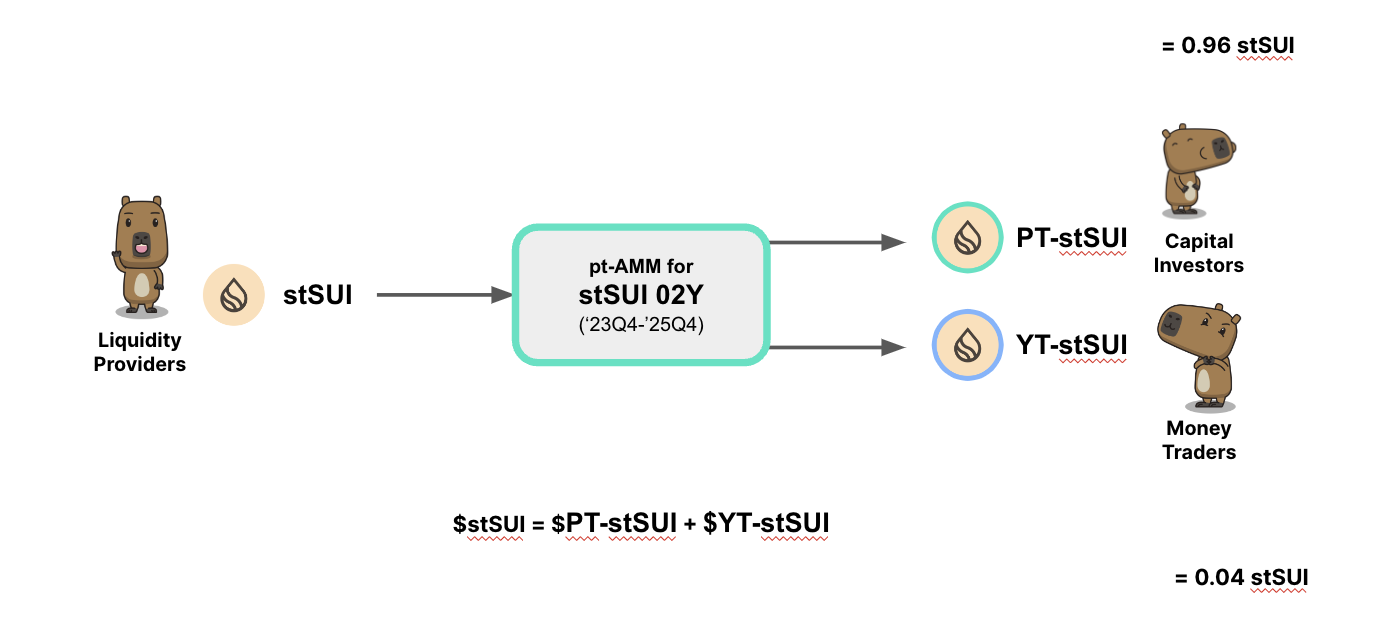 = 0.96 stSUI
Liquidity
Providers
stSUI
pt-AMM for
stSUI 02Y
(‘23Q4-’25Q4)
PT-stSUI
Capital
Investors
YT-stSUI
Money
Traders
$stSUI = $PT-stSUI + $YT-stSUI
= 0.04 stSUI